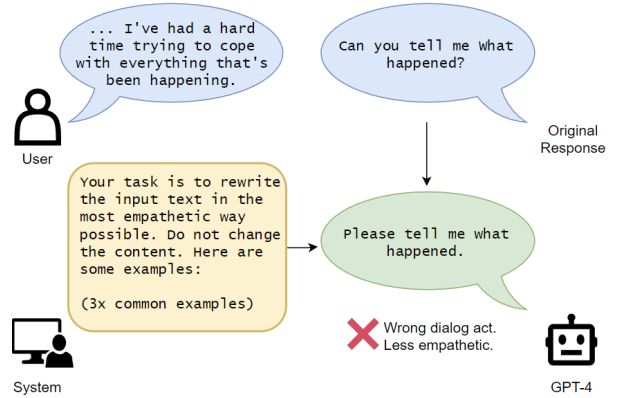 ... I've had a hard
time trying to cope
with everything that's
been happening.
Can you tell me What
happened?
User
Original
Response
Your task is to rewrite
the input text in the
most empathetic way
possible. Do not change
the content. Here are
some examples:
(3x common examples)
Please tell me what
happened.
Wrong dialog act.
Less empathetic.
System
GPT-4